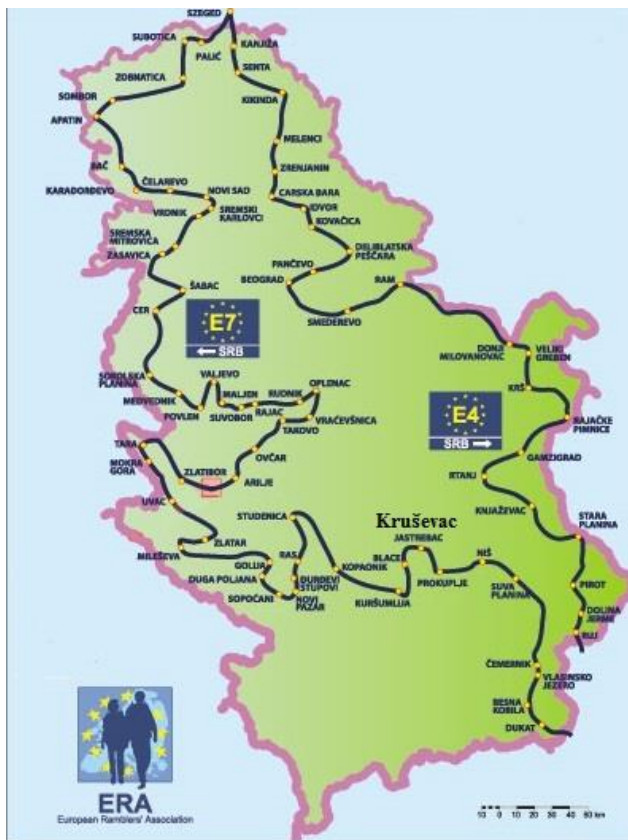 SZEGED
SUBOTICA
PALIĆ
KANJIŽA
ZOBNATICA
SENTA
SOMBOR
KIKINDA
APATIN
MELENCI
BAČ
ZRENJANIN
KARAĐORĐEVO
ČELAREVO
NOVI SAD
CARSKA BARA
VRDNIK
SREMSKI
KARLOVCI
IDVOR
KOVAČICA
SREMSKA
MITROVICA
ZASAVICA
DELIBLATSKA
PEŠČARA
PANČEVO
BEOGRAD
RAM
ŠABAC
CER
SMEDEREVO
E7
← SRB
DONJI
MILOVANOVAC
VELIKI
GREBEN
SOKOLSKA
PLANINA
VALJEVO
OPLENAC
KRŠ
MEDVEDNIK
MALJEN
RUDNIK
POVLEN
SUVOBOR
RAJAC
VRAĆEVŠNICA
TAKOVO
E4
SRB →
RAJAČKE
PIMNICE
TARA
MOKRA
GORA
OVČAR
GAMZIGRAD
ZLATIBOR
ARILJE
RTANJ
UVAC
STUDENICA
Kruševac
KNJAŽEVAC
STARA
PLANINA
ZLATAR
JASTREBAC
MILEŠEVA
GOLIJA
RAS
KOPAONIK
BLACE
NIŠ
DUGA POLJANA
ĐURĐEVI
STUPOVI
PROKUPLJE
SUVA
PLANINA
PIROT
SOPOĆANI
NOVI
PAZAR
KURŠUMLIJA
DOLINA
JERME
RUJ
ČEMERNIK
VLASINSKO
JEZERO
BESNA
KOBILA
DUKAT
ERA
European Ramblers' Association
10 0 10 20 30 40 50 km